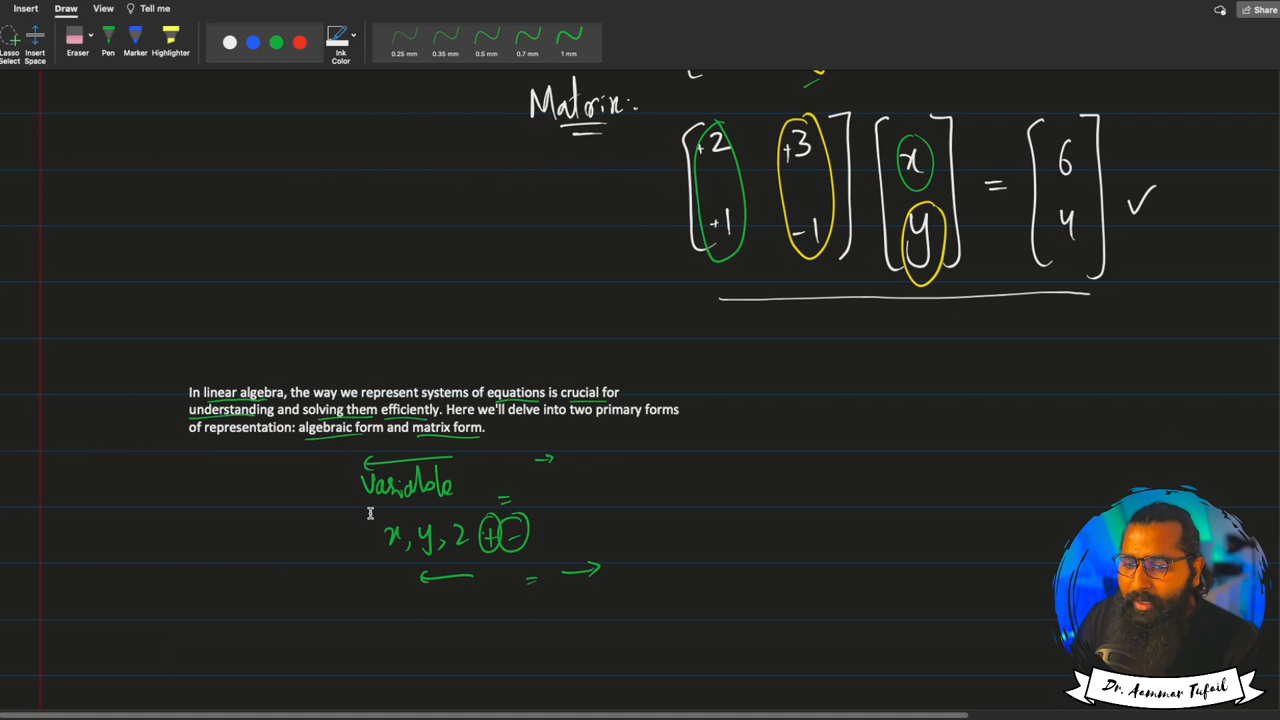 Insert Draw View Tell me
Share
Lasso Select
Insert Space
Eraser
Pen
Marker
Highlighter
Ink Color
0.25 mm
0.35 mm
0.5 mm
0.7 mm
1 mm
Matrix:
[+2 +3] [x] = [6]
[+1 -1] [y] [4] ✓
In linear algebra, the way we represent systems of equations is crucial for
understanding and solving them efficiently. Here we'll delve into two primary forms
of representation: algebraic form and matrix form.
← →
Variable =
x, y, 2 + -
← = →
Dr. Aammar Tufail